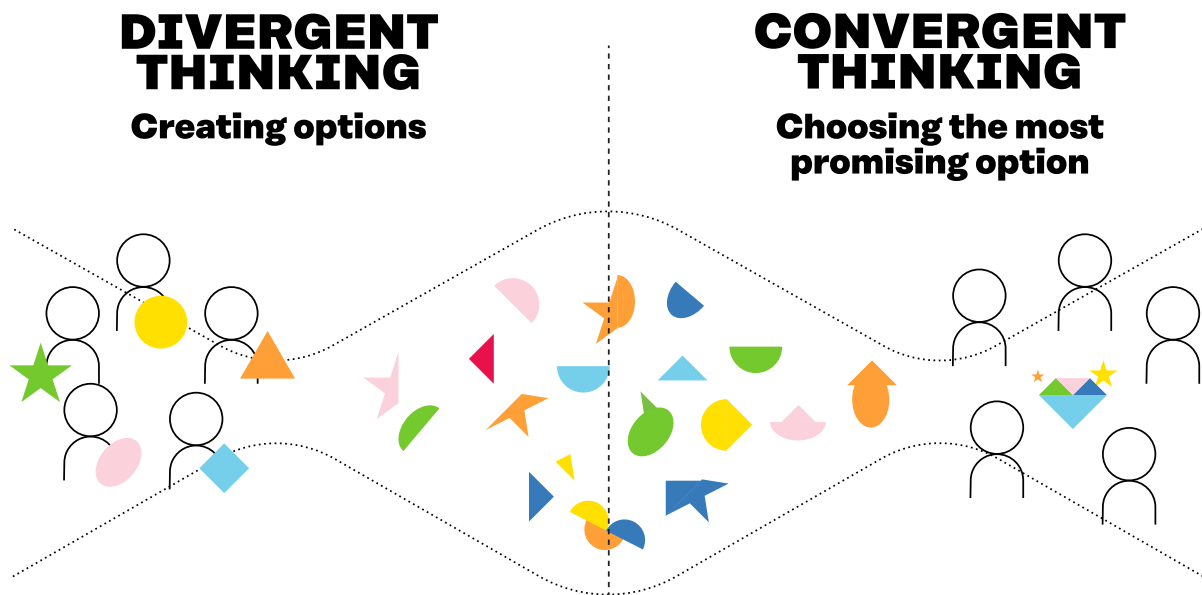 DIVERGENT
THINKING
Creating options
CONVERGENT
THINKING
Choosing the most
promising option